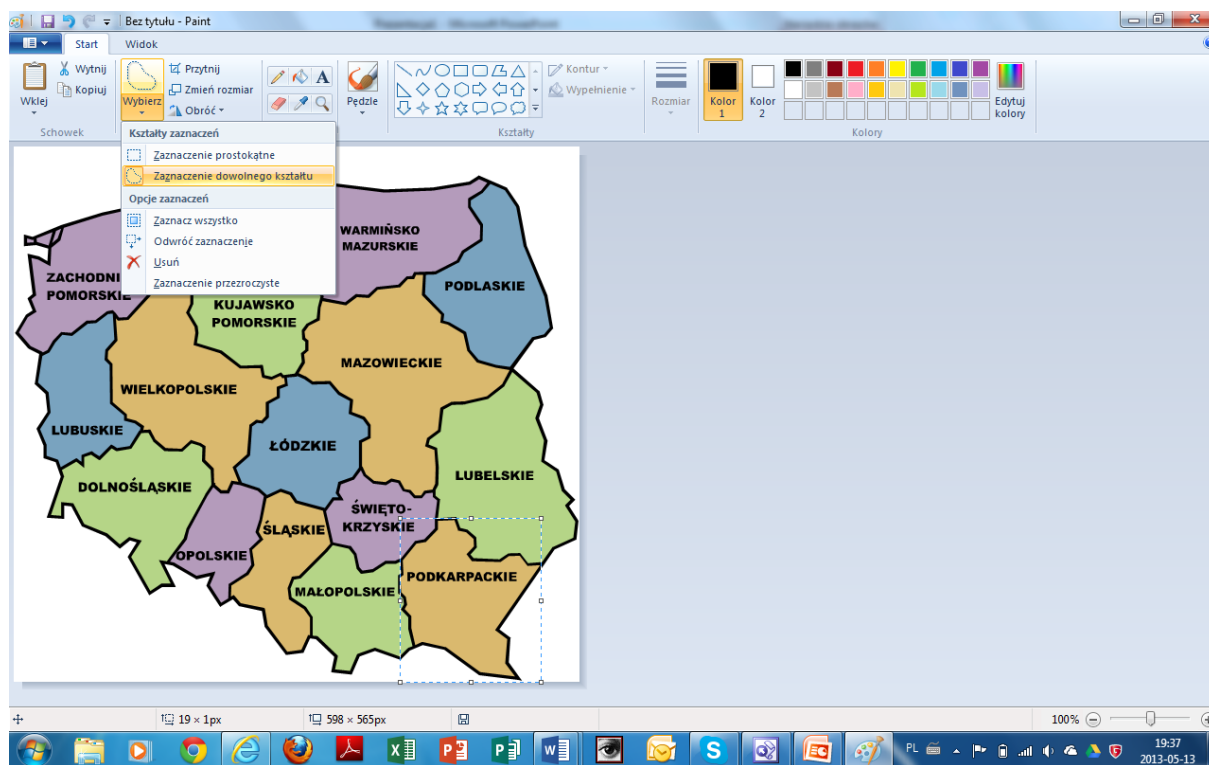 Bez tytułu - Paint
Start Widok
Wklej
Wytnij
Kopiuj
Schowek
Wybierz
Przytnij
Zmień rozmiar
Obróć
A
Pędzle
Kontur
Wypełnienie
Kształty
Rozmiar
Kolor 1
Kolor 2
Edytuj kolory
Kolory
Kształty zaznaczeń
Zaznaczenie prostokątne
Zaznaczenie dowolnego kształtu
Opcje zaznaczeń
Zaznacz wszystko
Odwróć zaznaczenie
Usuń
Zaznaczenie przezroczyste
WARMIŃSKO
MAZURSKIE
ZACHODNI
POMORSKIE
PODLASKIE
KUJAWSKO
POMORSKIE
MAZOWIECKIE
WIELKOPOLSKIE
LUBUSKIE
ŁÓDZKIE
LUBELSKIE
DOLNOŚLĄSKIE
ŚWIĘTO-
KRZYSKIE
ŚLĄSKIE
OPOLSKIE
PODKARPACKIE
MAŁOPOLSKIE
19 × 1px
598 × 565px
100%
PL
19:37
2013-05-13